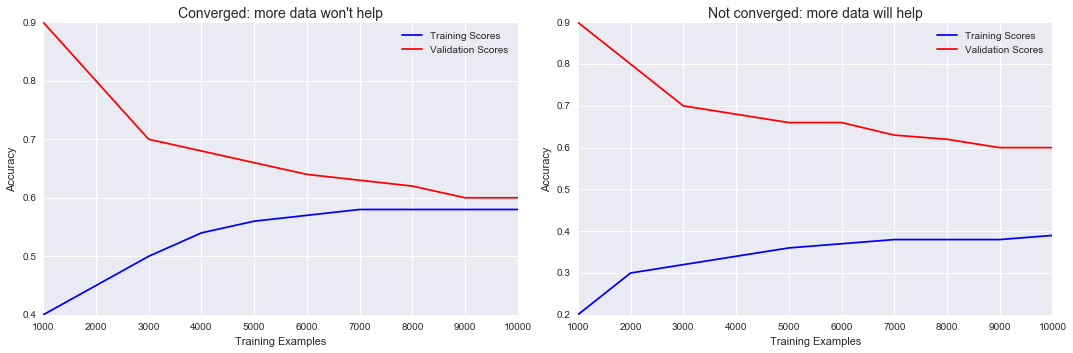 Converged: more data won't help
0.9
0.8
0.7
0.6
0.5
0.4
Accuracy
Training Scores
Validation Scores
1000 2000 3000 4000 5000 6000 7000 8000 9000 10000
Training Examples
Not converged: more data will help
0.9
0.8
0.7
0.6
0.5
0.4
0.3
0.2
Accuracy
Training Scores
Validation Scores
1000 2000 3000 4000 5000 6000 7000 8000 9000 10000
Training Examples